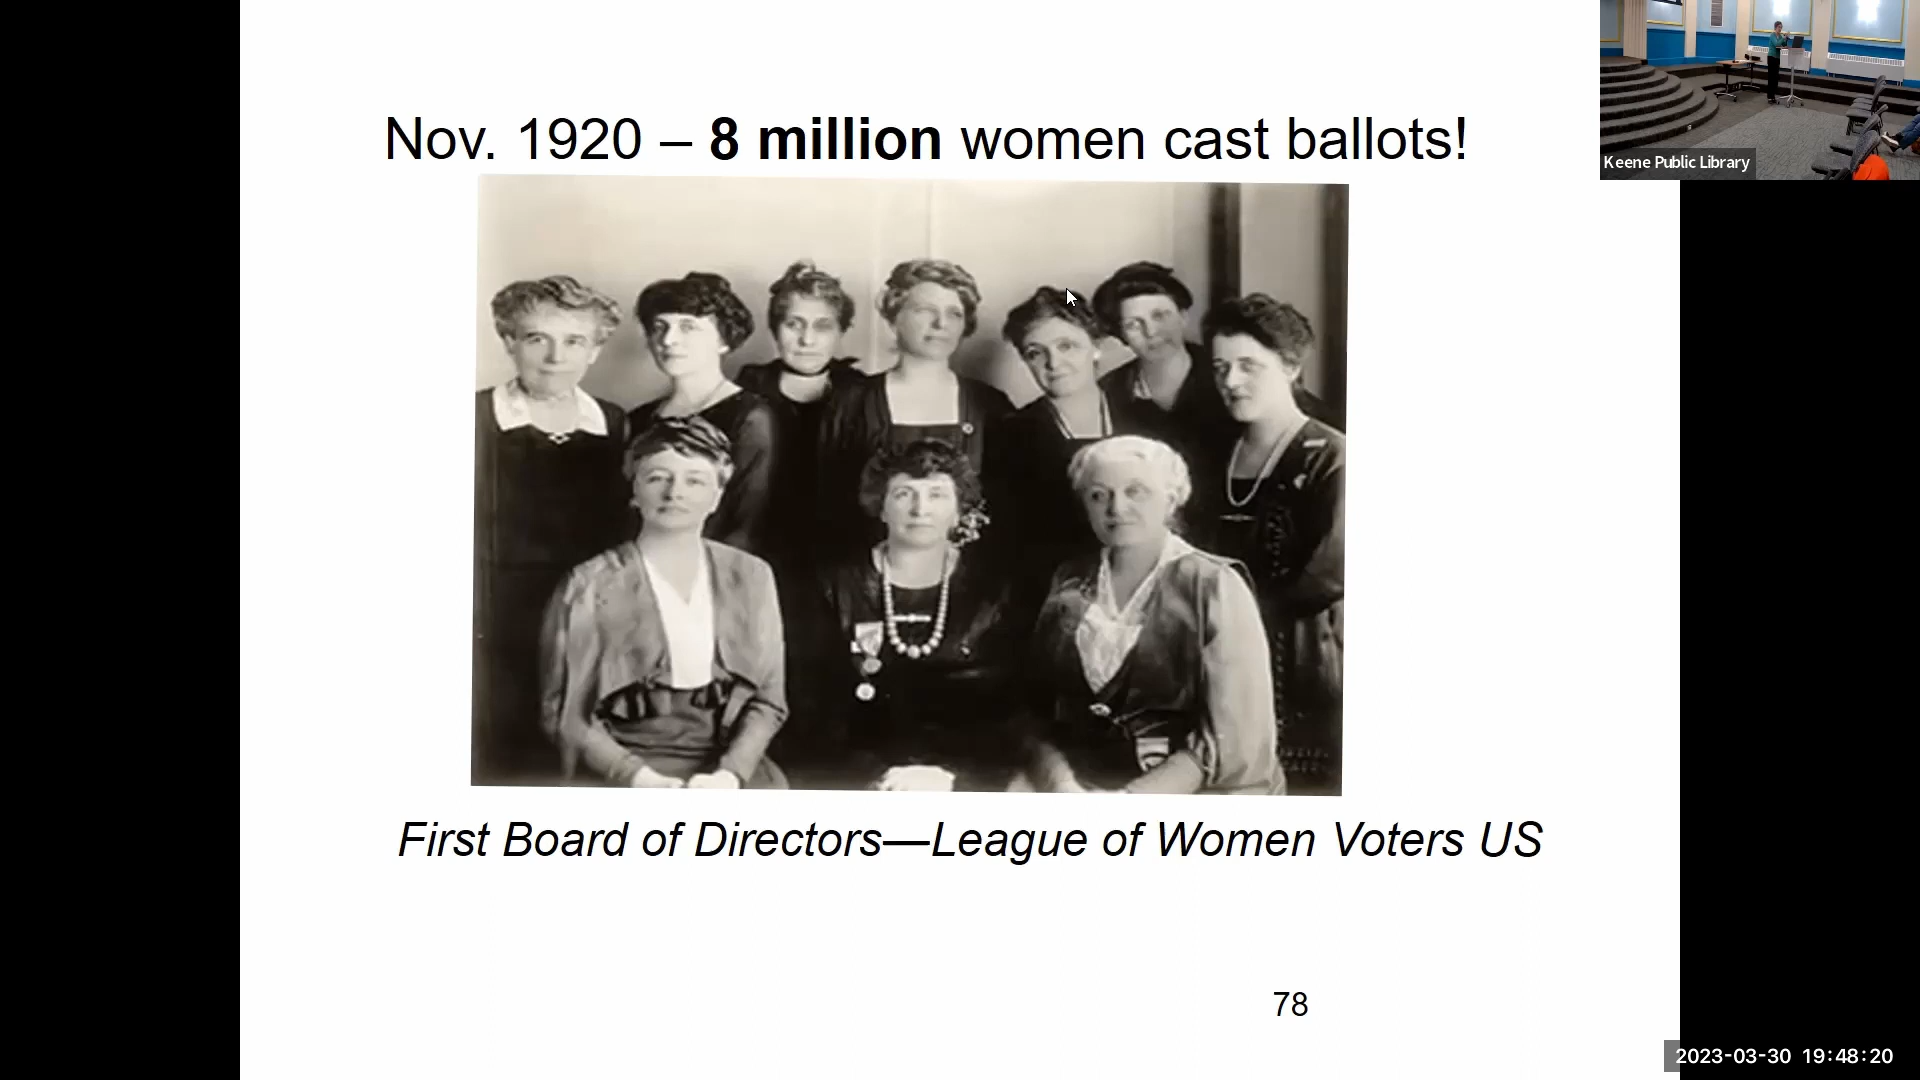 Nov. 1920 – 8 million women cast ballots!
Keene Public Library
First Board of Directors—League of Women Voters US
78
2023-03-30 19:48:20